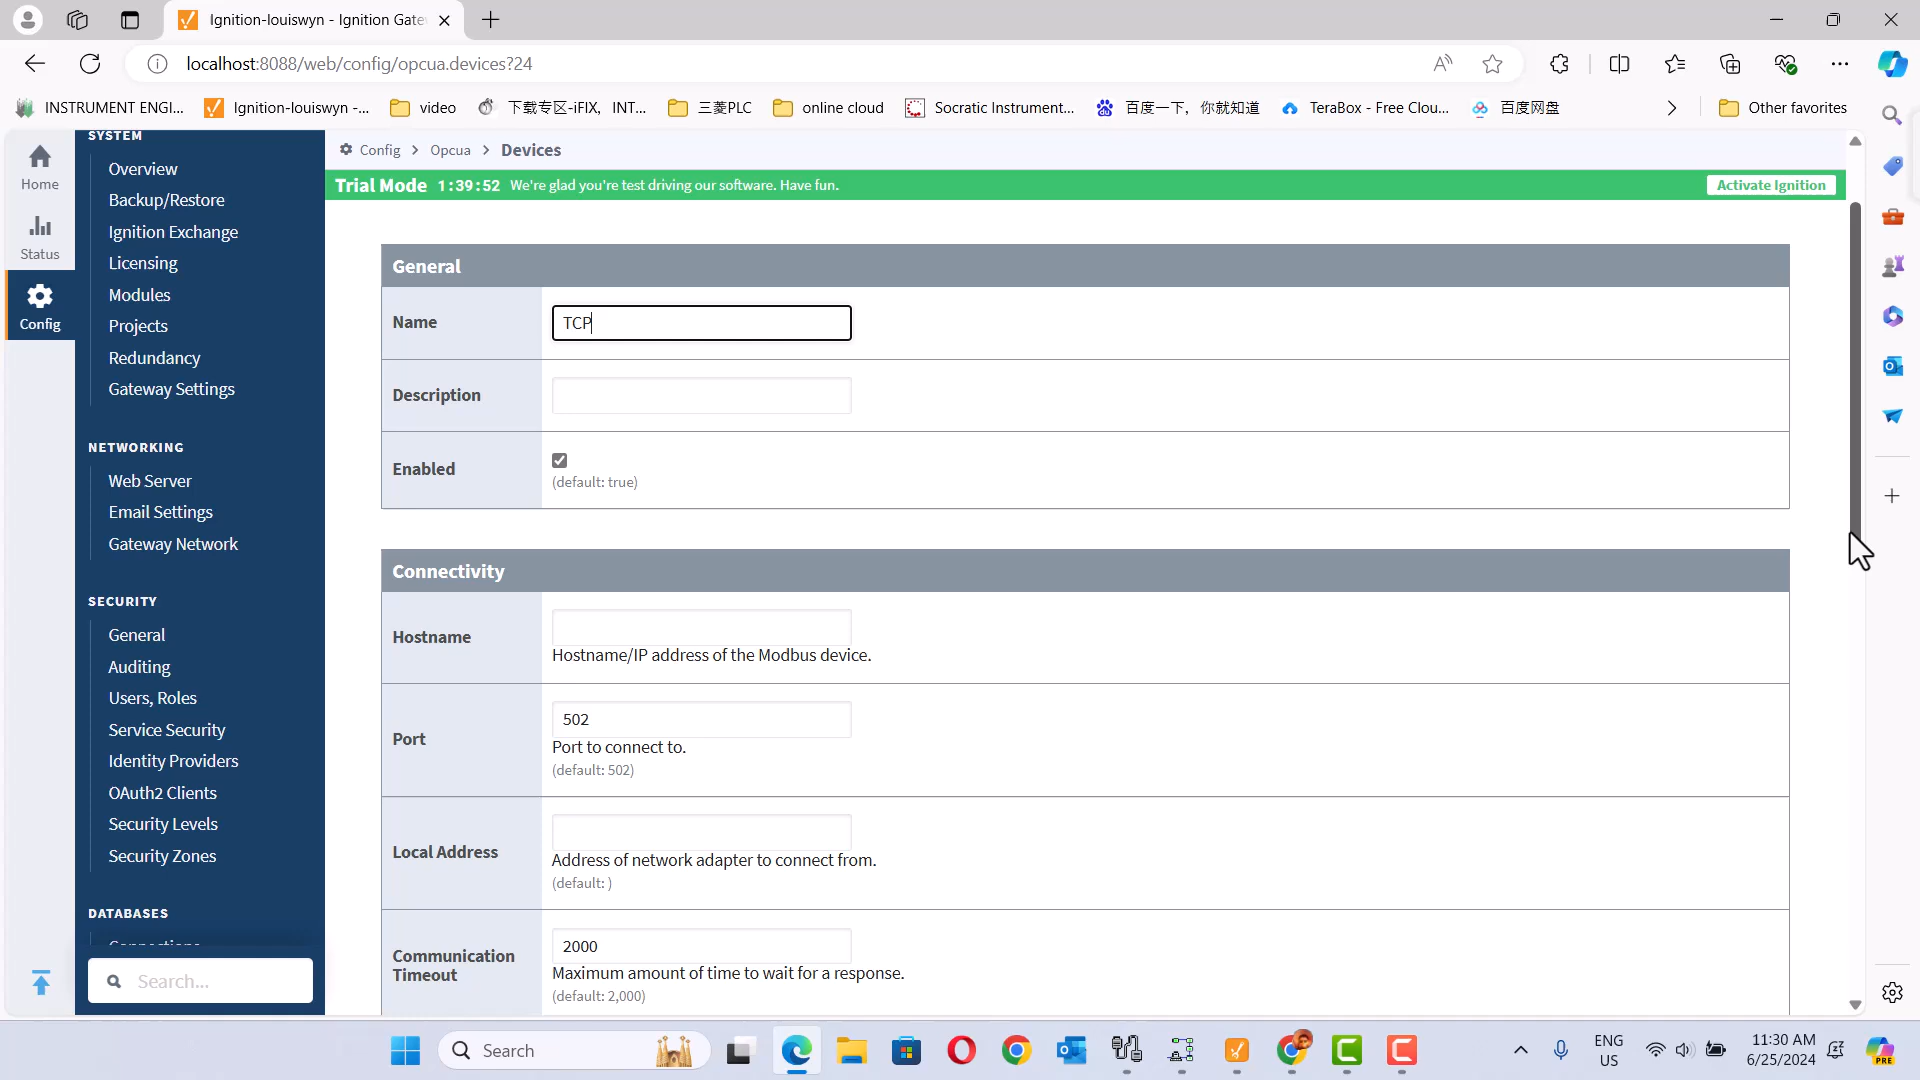 Ignition-louiswyn - Ignition Gate
localhost:8088/web/config/opcua.devices?24
INSTRUMENT ENGI...
Ignition-louiswyn -...
video
下载专区-iFIX, INT...
三菱PLC
online cloud
Socratic Instrument...
百度一下，你就知道
TeraBox - Free Clou...
百度网盘
Other favorites
Home
Status
Config
SYSTEM
Overview
Backup/Restore
Ignition Exchange
Licensing
Modules
Projects
Redundancy
Gateway Settings
NETWORKING
Web Server
Email Settings
Gateway Network
SECURITY
General
Auditing
Users, Roles
Service Security
Identity Providers
OAuth2 Clients
Security Levels
Security Zones
DATABASES
Search...
Config > Opcua > Devices
Trial Mode 1:39:52 We're glad you're test driving our software. Have fun.
Activate Ignition
General
Name
TCP
Description
Enabled
(default: true)
Connectivity
Hostname
Hostname/IP address of the Modbus device.
Port
502
Port to connect to.
(default: 502)
Local Address
Address of network adapter to connect from.
(default: )
Communication
Timeout
2000
Maximum amount of time to wait for a response.
(default: 2,000)
Search
ENG
US
11:30 AM
6/25/2024
PRE